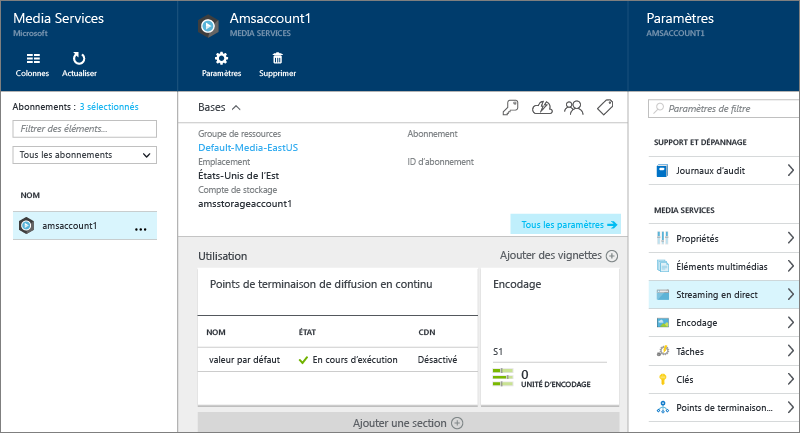 Media Services
Microsoft
Colonnes
Actualiser
Abonnements : 3 sélectionnés
Filtrer des éléments...
Tous les abonnements
NOM
amsaccount1
...
Amsaccount1
MEDIA SERVICES
Paramètres
Supprimer
Bases
Groupe de ressources
Default-Media-EastUS
Emplacement
États-Unis de l'Est
Compte de stockage
amsstorageaccount1
Abonnement
ID d'abonnement
Tous les paramètres
Utilisation
Ajouter des vignettes
Points de terminaison de diffusion en continu
NOM ÉTAT CDN
valeur par défaut En cours d'exécution Désactivé
Encodage
S1
0
UNITÉ D'ENCODAGE
Ajouter une section
Paramètres
AMSACCOUNT1
Paramètres de filtre
SUPPORT ET DÉPANNAGE
Journaux d'audit
MEDIA SERVICES
Propriétés
Éléments multimédias
Streaming en direct
Encodage
Tâches
Clés
Points de terminaison...